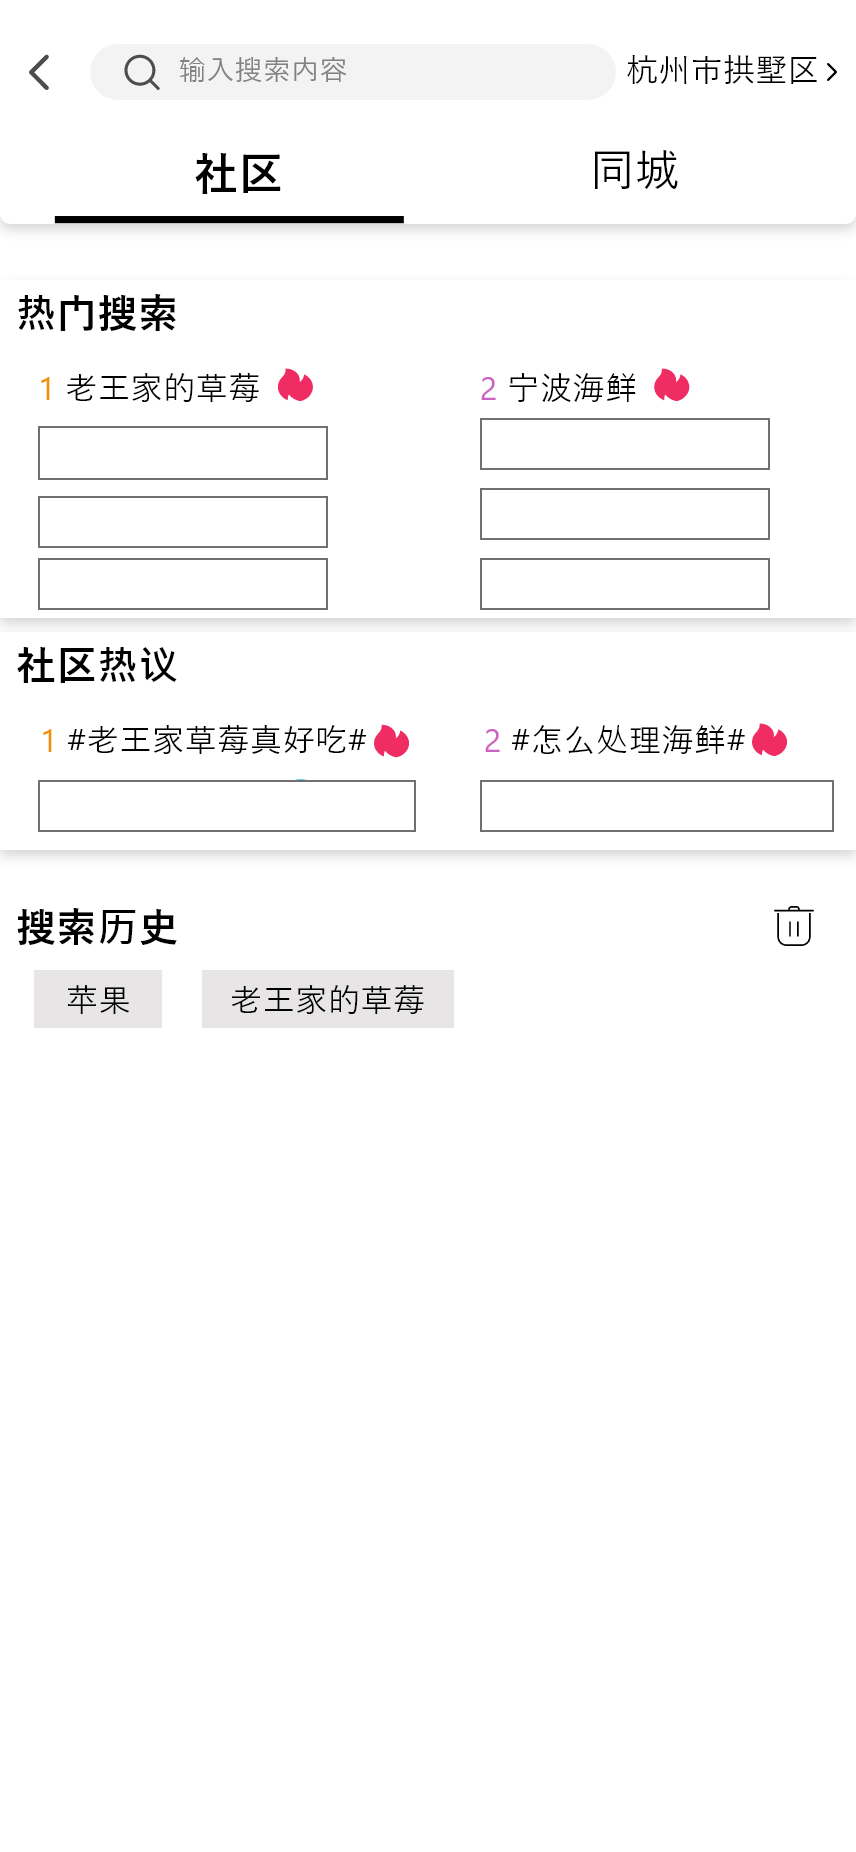 输入搜索内容 杭州市拱墅区
社区 同城
热门搜索
1 老王家的草莓 2 宁波海鲜
社区热议
1 #老王家草莓真好吃# 2 #怎么处理海鲜#
搜索历史
苹果 老王家的草莓